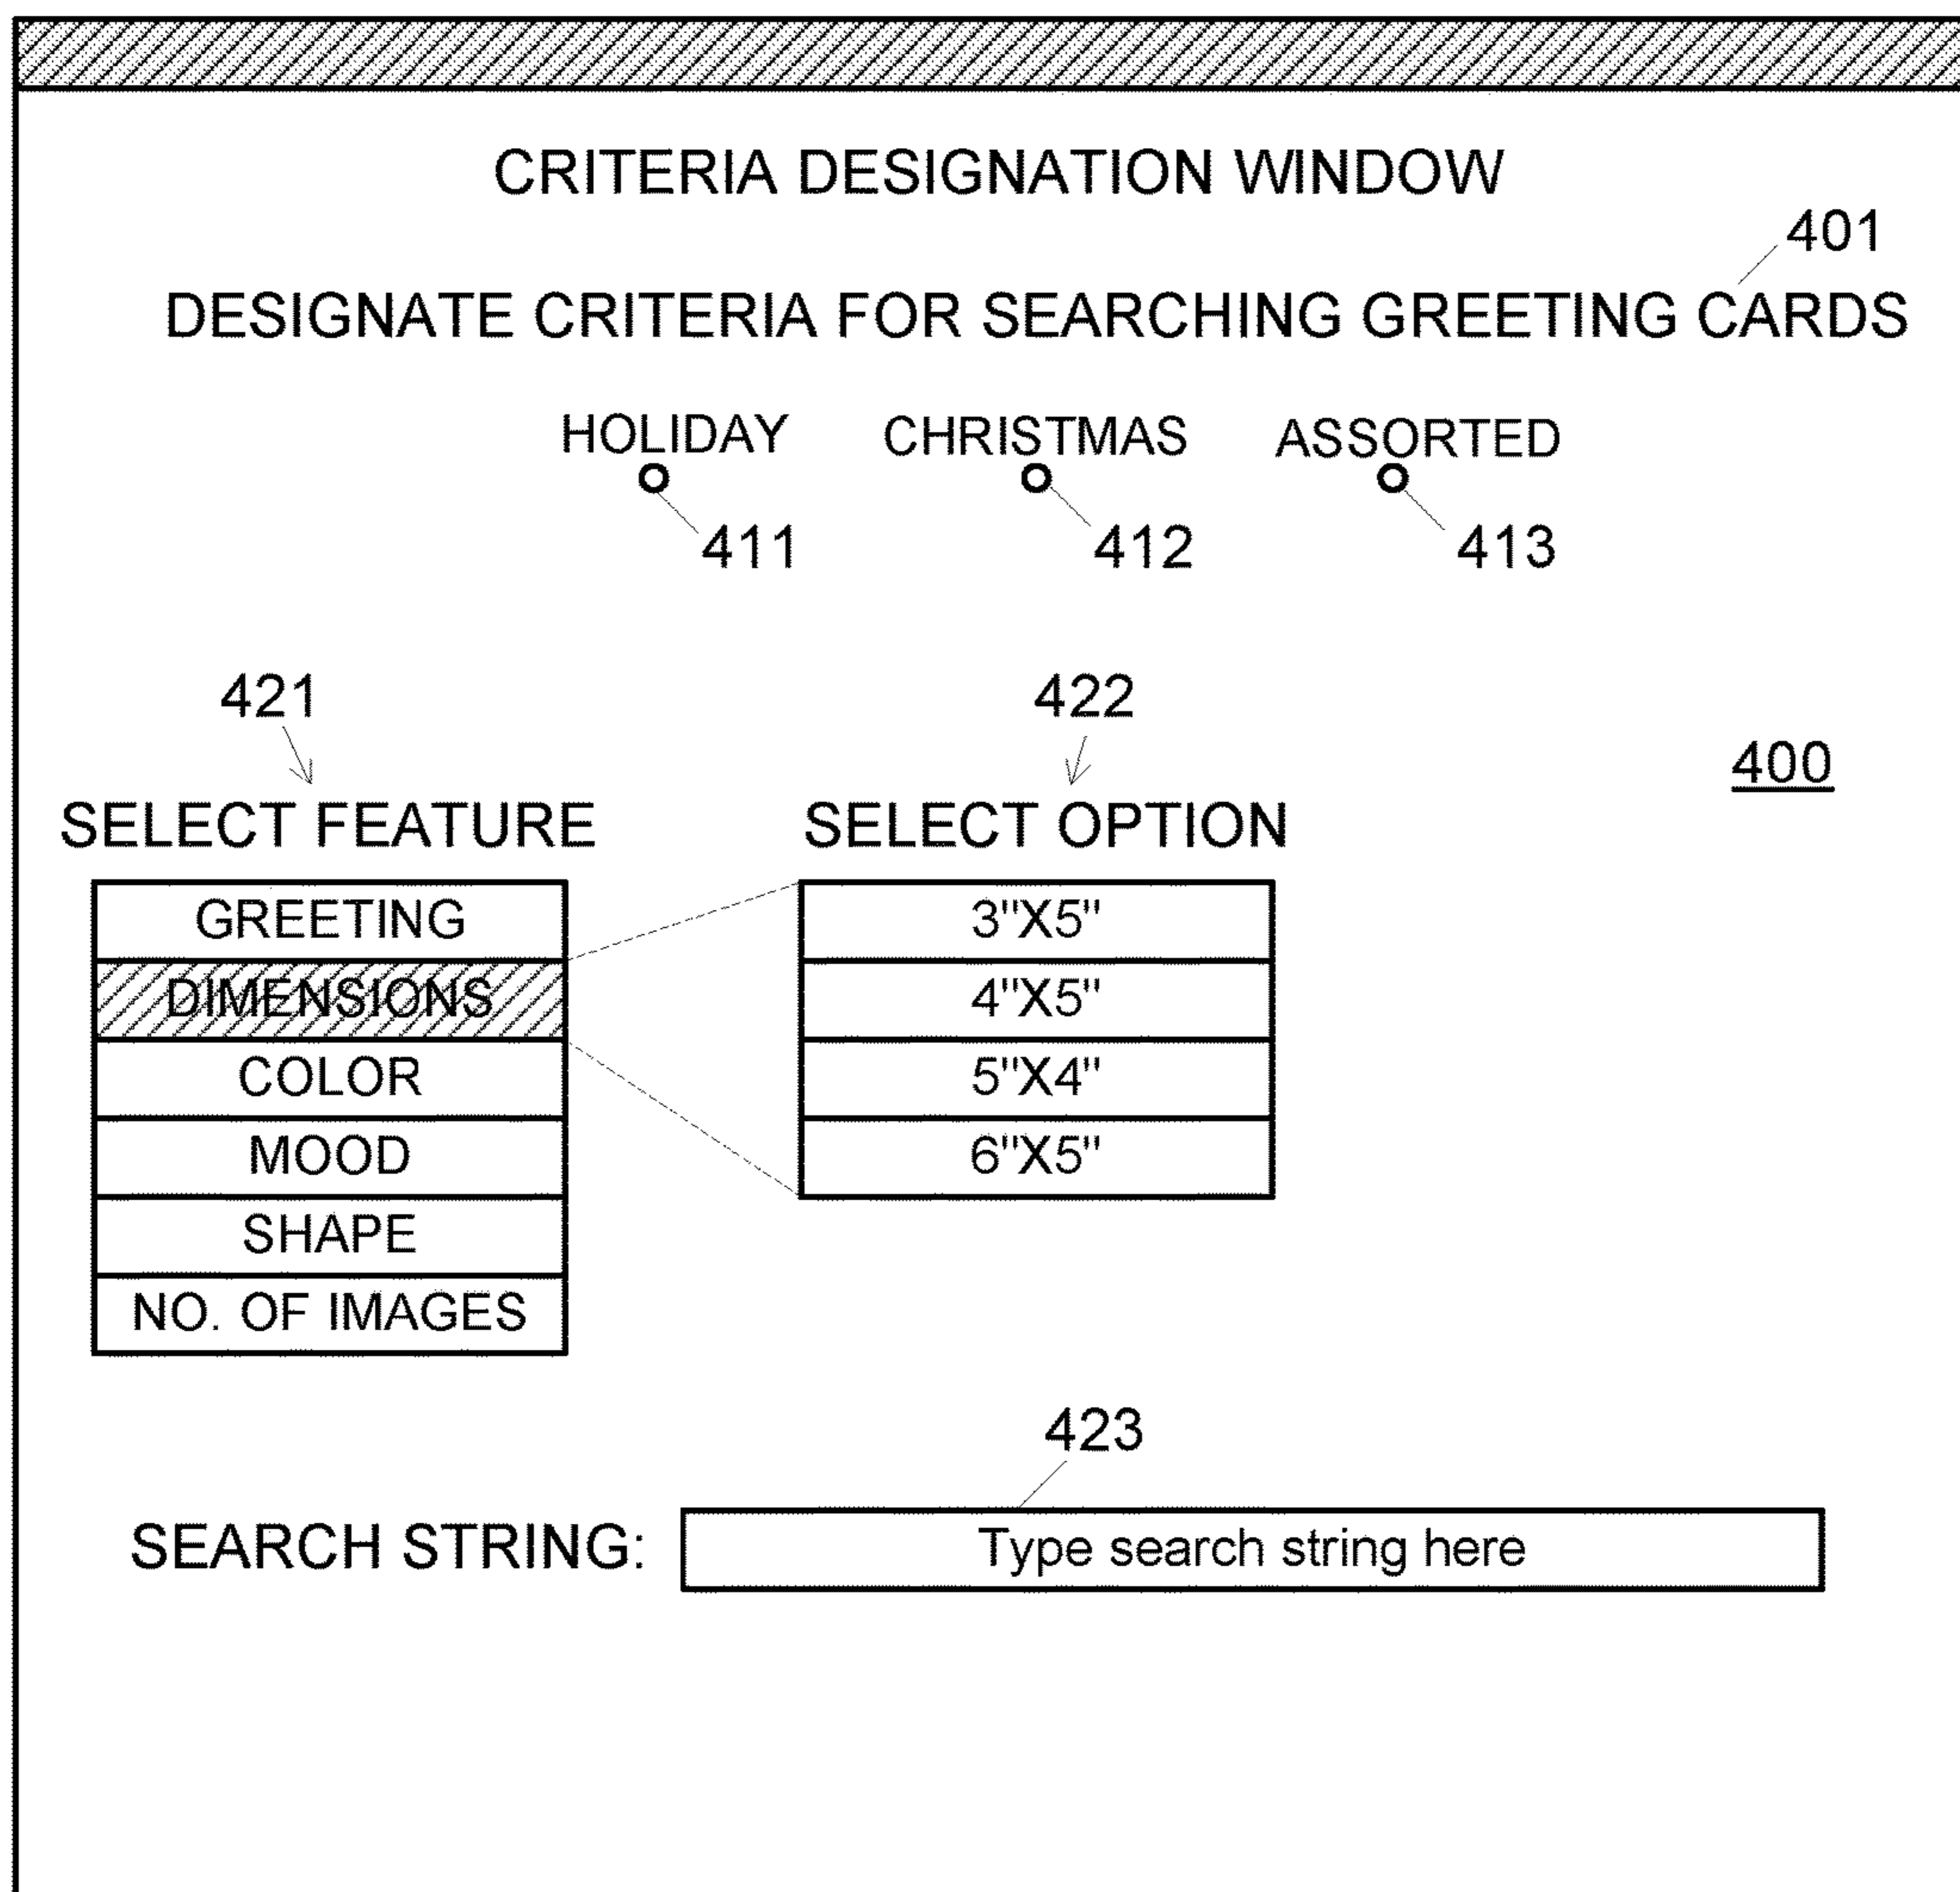 CRITERIA DESIGNATION WINDOW
401
DESIGNATE CRITERIA FOR SEARCHING GREETING CARDS
HOLIDAY CHRISTMAS ASSORTED
411 412 413
421 422
400
SELECT FEATURE SELECT OPTION
GREETING 3"X5"
DIMENSIONS 4"X5"
COLOR 5"X4"
MOOD 6"X5"
SHAPE
NO. OF IMAGES
423
SEARCH STRING: Type search string here